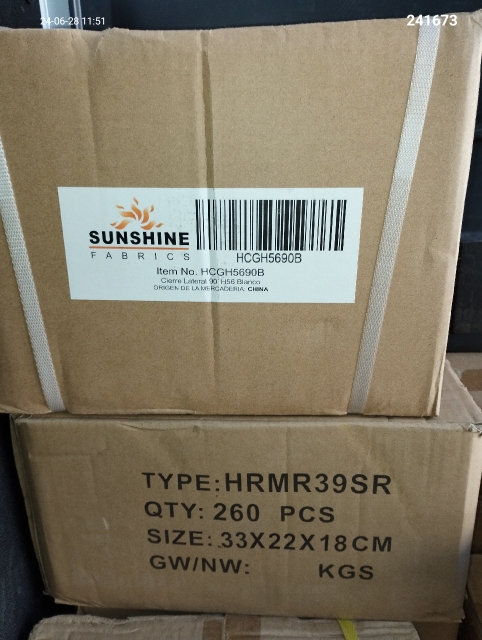 24-06-28 11:51
241673
SUNSHINE
FABRICS
HCGH5690B
Item No. HCGH5690B
Cierre Lateral 90° H56 Blanco
ORIGEN DE LA MERCADERIA: CHINA
TYPE:HRMR39SR
QTY: 260 PCS
SIZE: 33X22X18CM
GW/NW: KGS